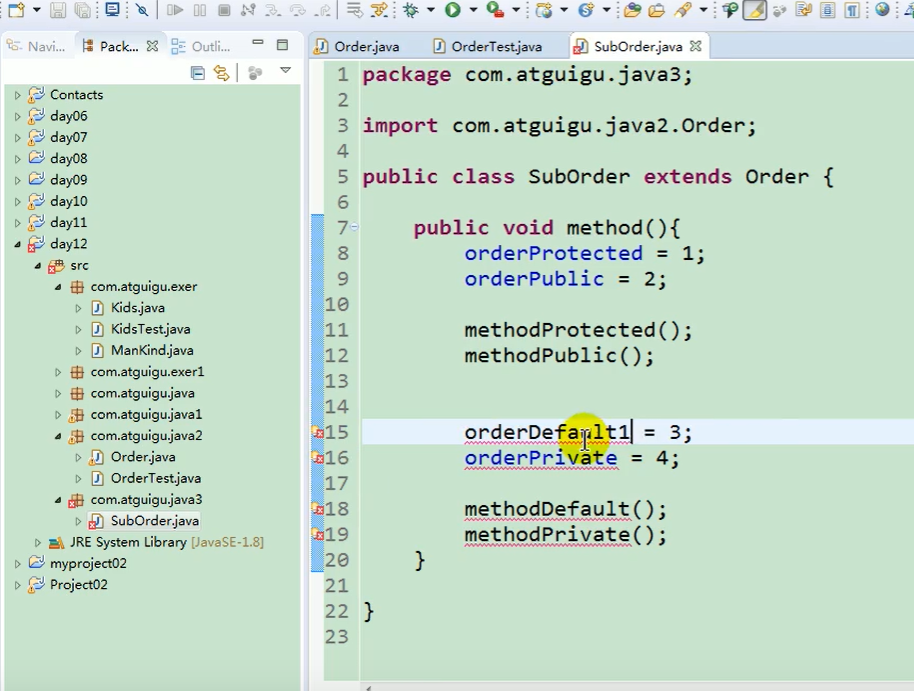 Navi...
Pack...
Outli...
Order.java
OrderTest.java
SubOrder.java
Contacts
day06
day07
day08
day09
day10
day11
day12
src
com.atguigu.exer
Kids.java
KidsTest.java
ManKind.java
com.atguigu.exer1
com.atguigu.java
com.atguigu.java1
com.atguigu.java2
Order.java
OrderTest.java
com.atguigu.java3
SubOrder.java
JRE System Library [JavaSE-1.8]
myproject02
Project02
1 package com.atguigu.java3;
2
3 import com.atguigu.java2.Order;
4
5 public class SubOrder extends Order {
6
7 public void method(){
8 orderProtected = 1;
9 orderPublic = 2;
10
11 methodProtected();
12 methodPublic();
13
14
15 orderDefault1 = 3;
16 orderPrivate = 4;
17
18 methodDefault();
19 methodPrivate();
20 }
21
22 }
23